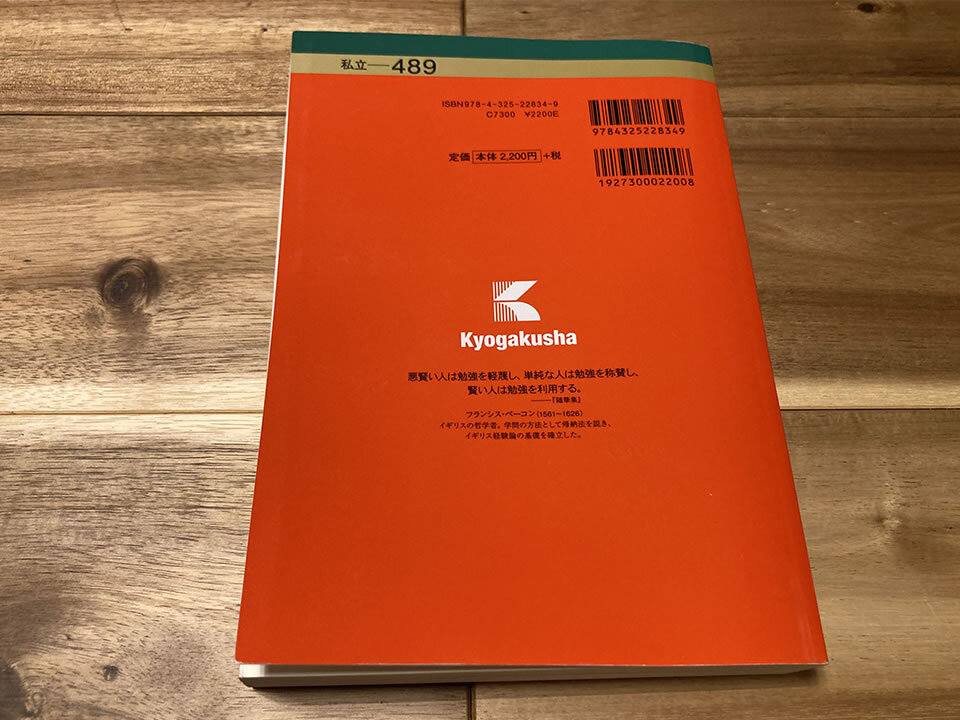 私立──489
ISBN978-4-325-22834-9
C7300 ¥2200E
9784325228349
定価 本体 2,200円 +税
1927300022008
Kyogakusha
悪賢い人は勉強を軽蔑し、単純な人は勉強を称賛し、
賢い人は勉強を利用する。
──『随筆集』
フランシス・ベーコン(1561~1626)
イギリスの哲学者。学問の方法として帰納法を説き、
イギリス経験論の基礎を確立した。